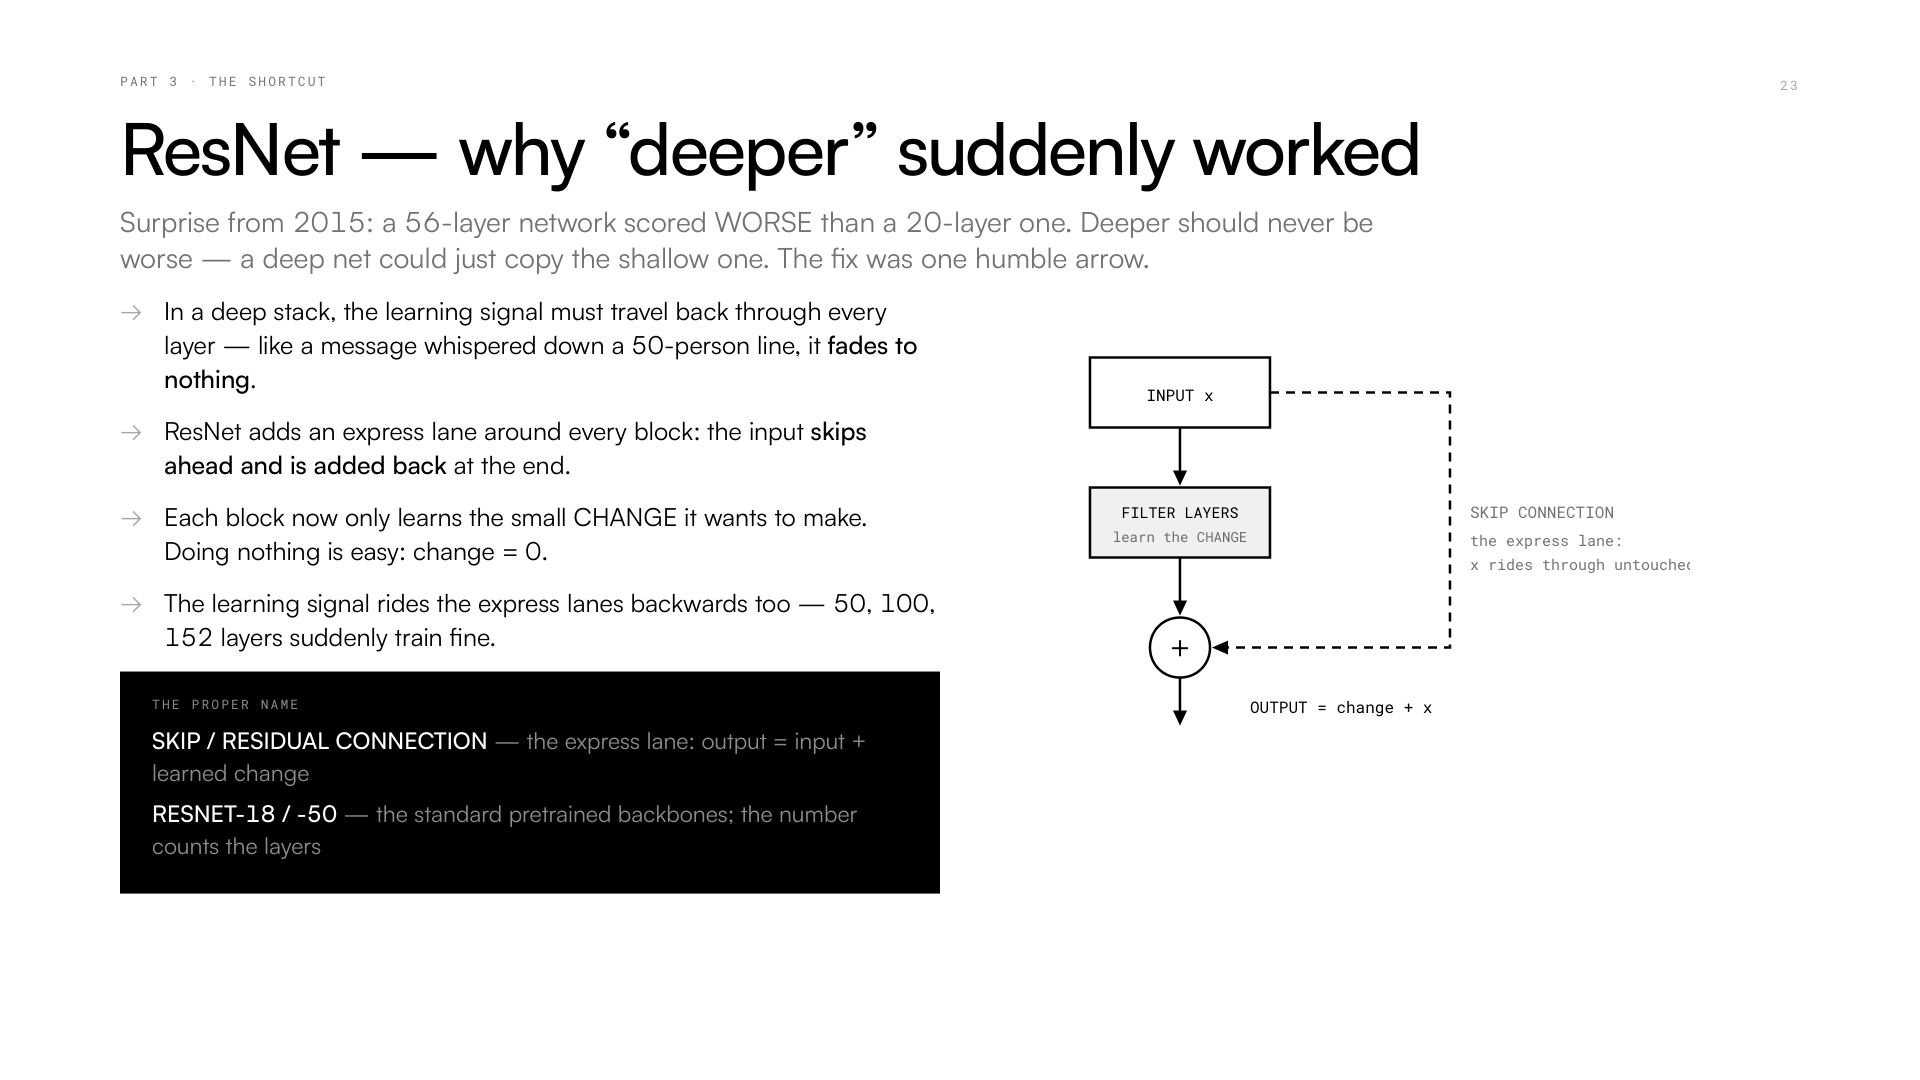 PART 3 · THE SHORTCUT
23
ResNet — why “deeper” suddenly worked
Surprise from 2015: a 56-layer network scored WORSE than a 20-layer one. Deeper should never be
worse — a deep net could just copy the shallow one. The fix was one humble arrow.
→ In a deep stack, the learning signal must travel back through every
layer — like a message whispered down a 50-person line, it fades to
nothing.
→ ResNet adds an express lane around every block: the input skips
ahead and is added back at the end.
→ Each block now only learns the small CHANGE it wants to make.
Doing nothing is easy: change = 0.
→ The learning signal rides the express lanes backwards too — 50, 100,
152 layers suddenly train fine.
THE PROPER NAME
SKIP / RESIDUAL CONNECTION — the express lane: output = input +
learned change
RESNET-18 / -50 — the standard pretrained backbones; the number
counts the layers
INPUT x
FILTER LAYERS
learn the CHANGE
SKIP CONNECTION
the express lane:
x rides through untouched
+
OUTPUT = change + x